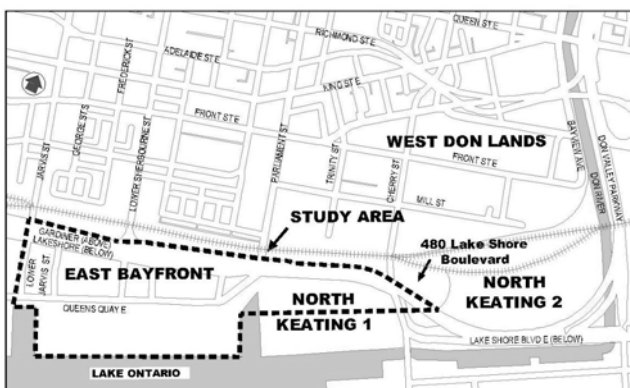 QUEEN ST E
RICHMOND ST E
ADELAIDE ST E
KING ST E
FREDERICK ST
GEORGE ST S
JARVIS ST
LOWER SHERBOURNE ST
FRONT ST E
PARLIAMENT ST
TRINITY ST
CHERRY ST
WEST DON LANDS
FRONT ST E
MILL ST
BAYVIEW AVE
DON RIVER
DON VALLEY PARKWAY
STUDY AREA
GARDINER (ABOVE)
LAKESHORE (BELOW)
480 Lake Shore
Boulevard
EAST BAYFRONT
LOWER
JARVIS ST
NORTH
KEATING 2
NORTH
KEATING 1
QUEENS QUAY E
LAKE SHORE BLVD E (BELOW)
LAKE ONTARIO